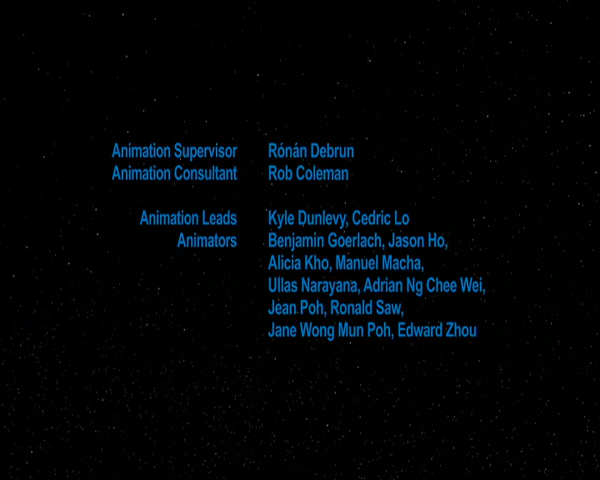 Animation Supervisor Rónán Debrun
Animation Consultant Rob Coleman
Animation Leads Kyle Dunlevy, Cedric Lo
Animators Benjamin Goerlach, Jason Ho,
Alicia Kho, Manuel Macha,
Ullas Narayana, Adrian Ng Chee Wei,
Jean Poh, Ronald Saw,
Jane Wong Mun Poh, Edward Zhou